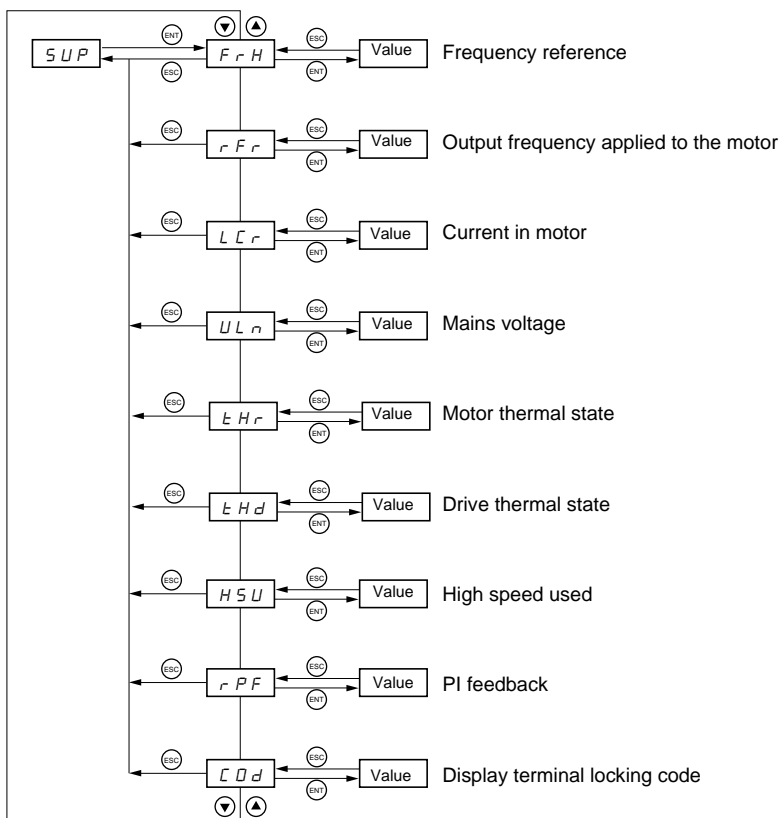 ENT
ESC
SUP
FrH
ESC
ENT
Value
Frequency reference
ESC
rFr
ESC
ENT
Value
Output frequency applied to the motor
ESC
LCr
ESC
ENT
Value
Current in motor
ESC
ULn
ESC
ENT
Value
Mains voltage
ESC
tHr
ESC
ENT
Value
Motor thermal state
ESC
tHd
ESC
ENT
Value
Drive thermal state
ESC
HSU
ESC
ENT
Value
High speed used
ESC
rPF
ESC
ENT
Value
PI feedback
ESC
COd
ESC
ENT
Value
Display terminal locking code